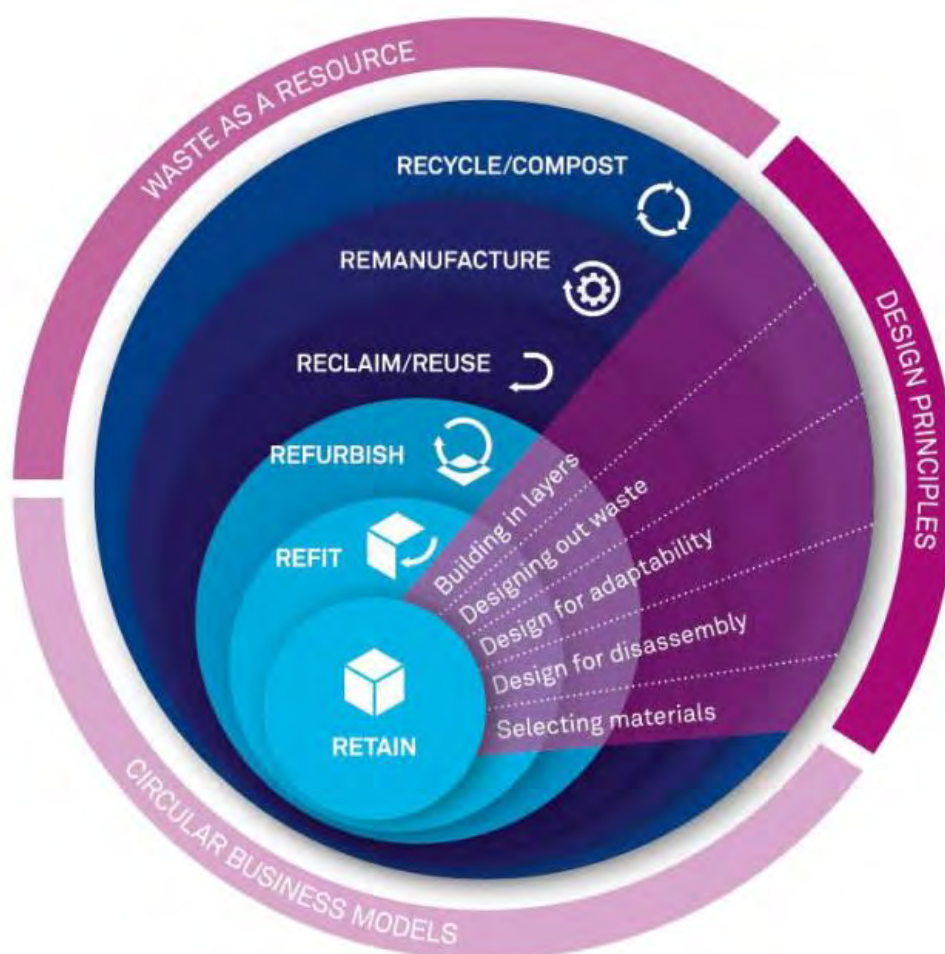 WASTE AS A RESOURCE
RECYCLE/COMPOST
REMANUFACTURE
RECLAIM/REUSE
REFURBISH
REFIT
RETAIN
Building in layers
Designing out waste
Design for adaptability
Design for disassembly
Selecting materials
DESIGN PRINCIPLES
CIRCULAR BUSINESS MODELS